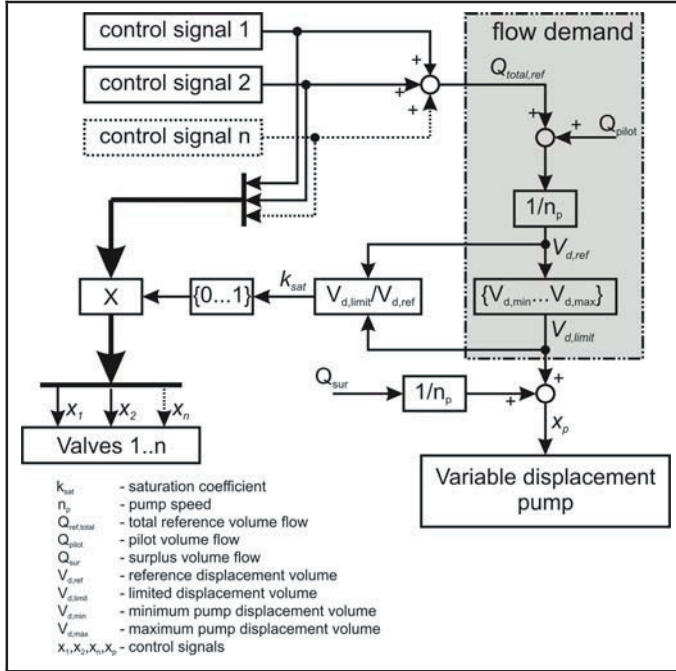 control signal 1
flow demand
+
control signal 2
+
Q_total,ref
+
control signal n
+
+
Q_pilot
1/n_p
V_d,ref
X
{0...1}
k_sat
V_d,limit/V_d,ref
{V_d,min...V_d,max}
V_d,limit
Q_sur
1/n_p
+
+
x_1
x_2
x_n
x_p
Valves 1..n
Variable displacement
pump
k_sat - saturation coefficient
n_p - pump speed
Q_ref,total - total reference volume flow
Q_pilot - pilot volume flow
Q_sur - surplus volume flow
V_d,ref - reference displacement volume
V_d,limit - limited displacement volume
V_d,min - minimum pump displacement volume
V_d,max - maximum pump displacement volume
x_1,x_2,x_n,x_p - control signals